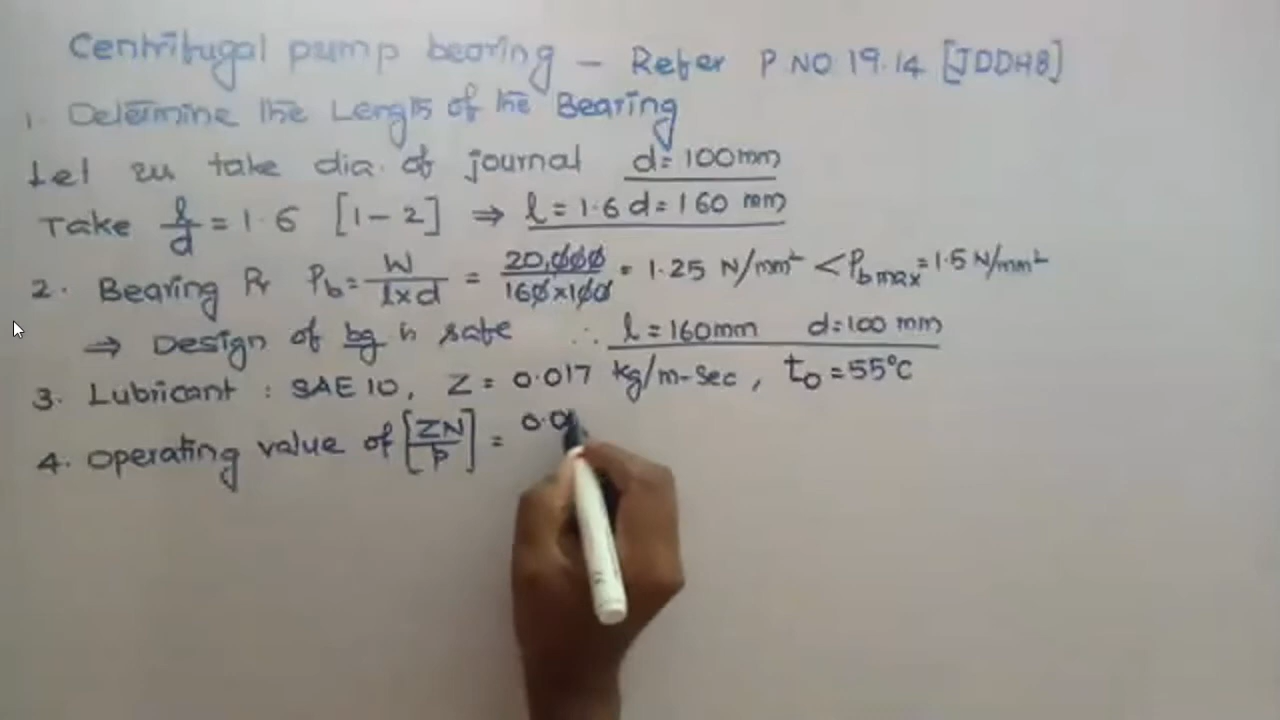 Centrifugal pump bearing - Refer P.NO 19.14 [JDDHB]
1. Determine the Length of the Bearing
Let us take dia. of journal d=100mm
Take l/d = 1.6 [1-2] ⇒ l = 1.6 d = 160 mm
2. Bearing Pr Pb = W/(l×d) = 20,000/(160×100) = 1.25 N/mm² < Pb max = 1.5 N/mm²
⇒ Design of bg is safe ∴ l = 160mm d=100 mm
3. Lubricant : SAE 10, Z = 0.017 kg/m-sec, to = 55°C
4. Operating value of [ZN/p] = 0.0